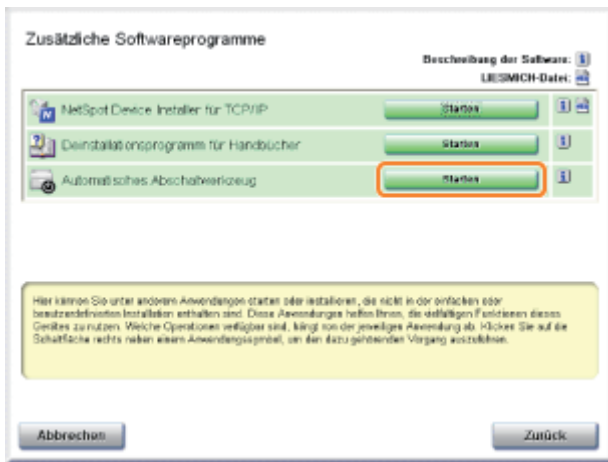 Zusätzliche Softwareprogramme
Beschreibung der Software:
LIESMICH-Datei:
NetSpot Device Installer für TCP/IP
Starten
Deinstallationsprogramm für Handbücher
Starten
Automatisches Abschaltwerkzeug
Starten
Hier können Sie unter anderem Anwendungen starten oder installieren, die nicht in der einfachen oder
benutzerdefinierten Installation enthalten sind. Diese Anwendungen helfen Ihnen, die vielfältigen Funktionen dieses
Gerätes zu nutzen. Welche Operationen verfügbar sind, hängt von der jeweiligen Anwendung ab. Klicken Sie auf die
Schaltfläche rechts neben einem Anwendungssymbol, um den dazu gehörenden Vorgang auszuführen.
Abbrechen
Zurück